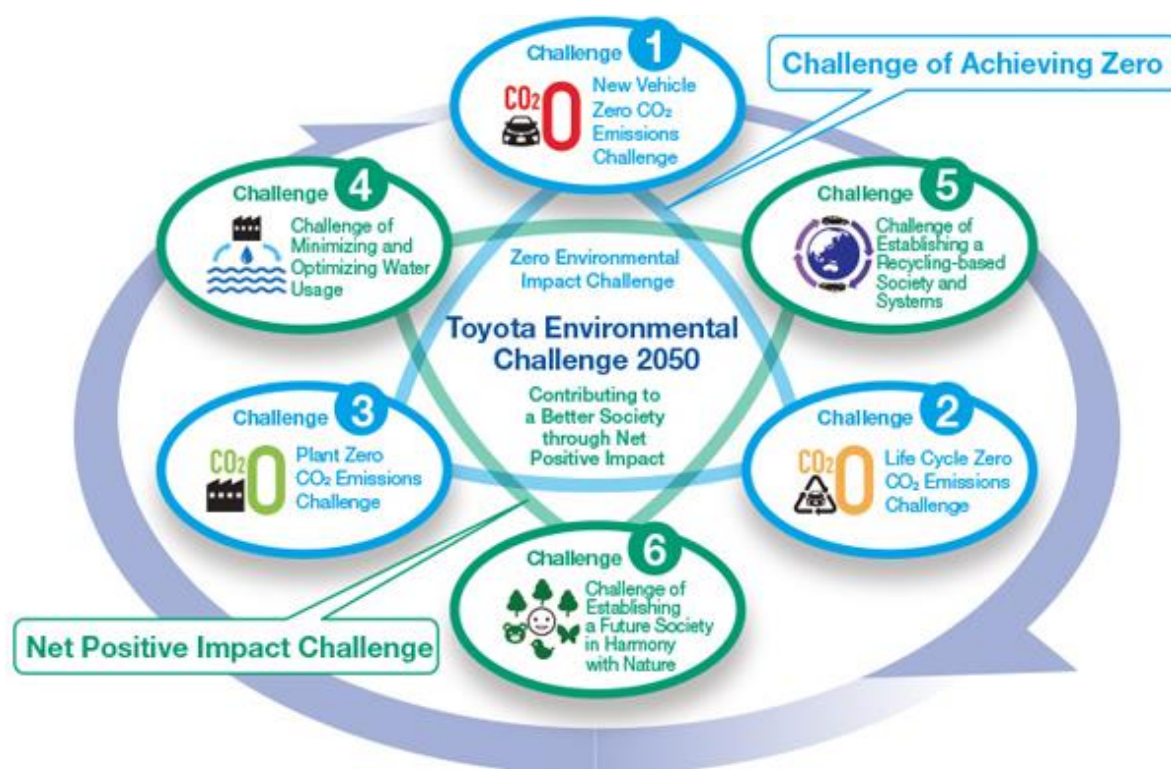 Challenge 1
CO₂ 0
New Vehicle
Zero CO₂
Emissions
Challenge
Challenge of Achieving Zero
Challenge 4
Challenge of
Minimizing and
Optimizing Water
Usage
Challenge 5
Challenge of
Establishing a
Recycling-based
Society and
Systems
Zero Environmental
Impact Challenge
Toyota Environmental
Challenge 2050
Contributing to
a Better Society
through Net
Positive Impact
Challenge 3
CO₂ 0
Plant Zero
CO₂ Emissions
Challenge
Challenge 2
CO₂ 0
Life Cycle Zero
CO₂ Emissions
Challenge
Challenge 6
Challenge of
Establishing
a Future Society
in Harmony
with Nature
Net Positive Impact Challenge